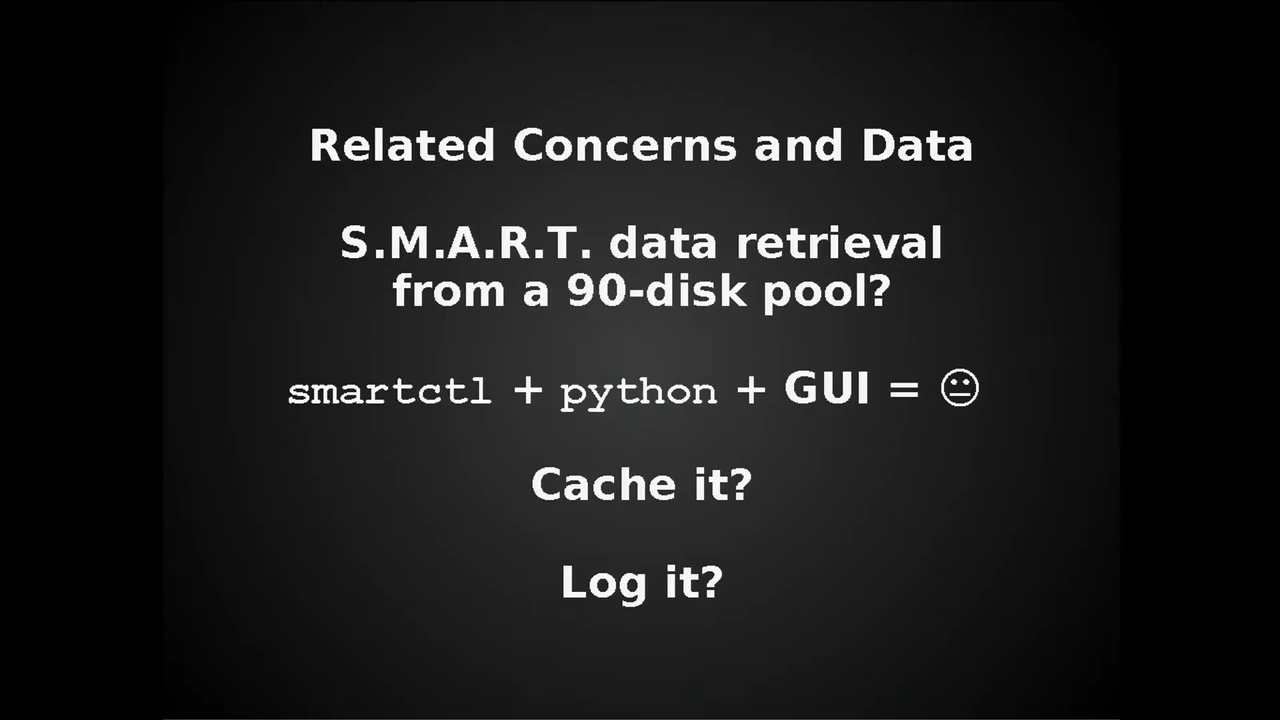 Related Concerns and Data
S.M.A.R.T. data retrieval
from a 90-disk pool?
smartctl + python + GUI = 😐
Cache it?
Log it?